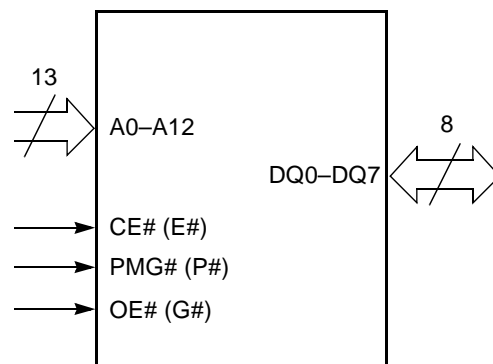 13
A0–A12
8
DQ0–DQ7
CE# (E#)
PMG# (P#)
OE# (G#)